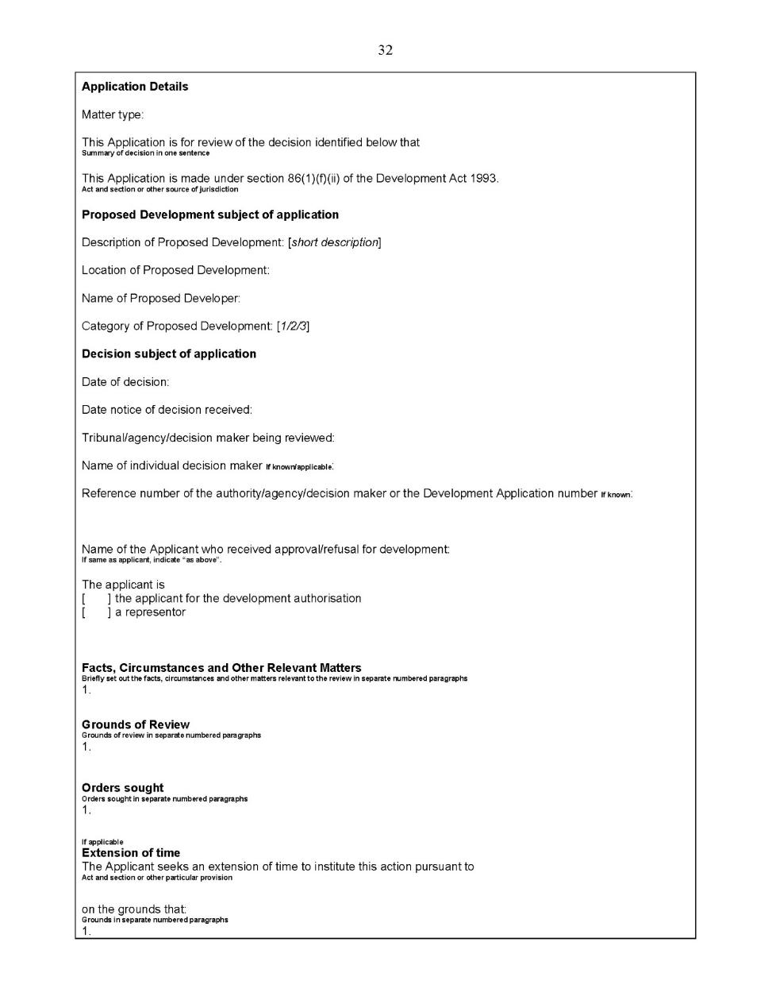 32
Application Details
Matter type:
This Application is for review of the decision identified below that
Summary of decision in one sentence
This Application is made under section 86(1)(f)(ii) of the Development Act 1993.
Act and section or other source of jurisdiction
Proposed Development subject of application
Description of Proposed Development: [short description]
Location of Proposed Development:
Name of Proposed Developer:
Category of Proposed Development: [1/2/3]
Decision subject of application
Date of decision:
Date notice of decision received:
Tribunal/agency/decision maker being reviewed:
Name of individual decision maker If known/applicable:
Reference number of the authority/agency/decision maker or the Development Application number If known:
Name of the Applicant who received approval/refusal for development:
If same as applicant, indicate “as above”.
The applicant is
[ ] the applicant for the development authorisation
[ ] a representor
Facts, Circumstances and Other Relevant Matters
Briefly set out the facts, circumstances and other matters relevant to the review in separate numbered paragraphs
1.
Grounds of Review
Grounds of review in separate numbered paragraphs
1.
Orders sought
Orders sought in separate numbered paragraphs
1.
If applicable
Extension of time
The Applicant seeks an extension of time to institute this action pursuant to
Act and section or other particular provision
on the grounds that:
Grounds in separate numbered paragraphs
1.